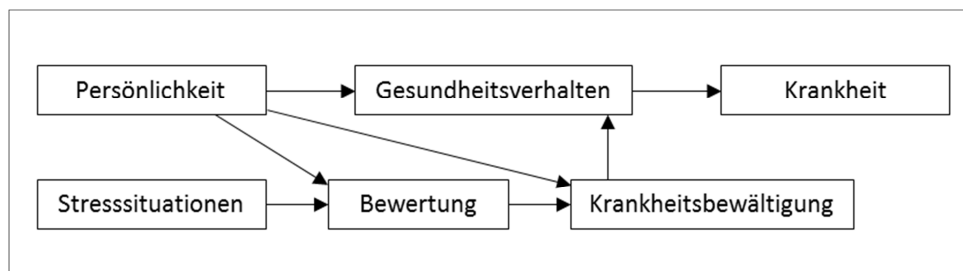 Persönlichkeit
Gesundheitsverhalten
Krankheit
Stresssituationen
Bewertung
Krankheitsbewältigung